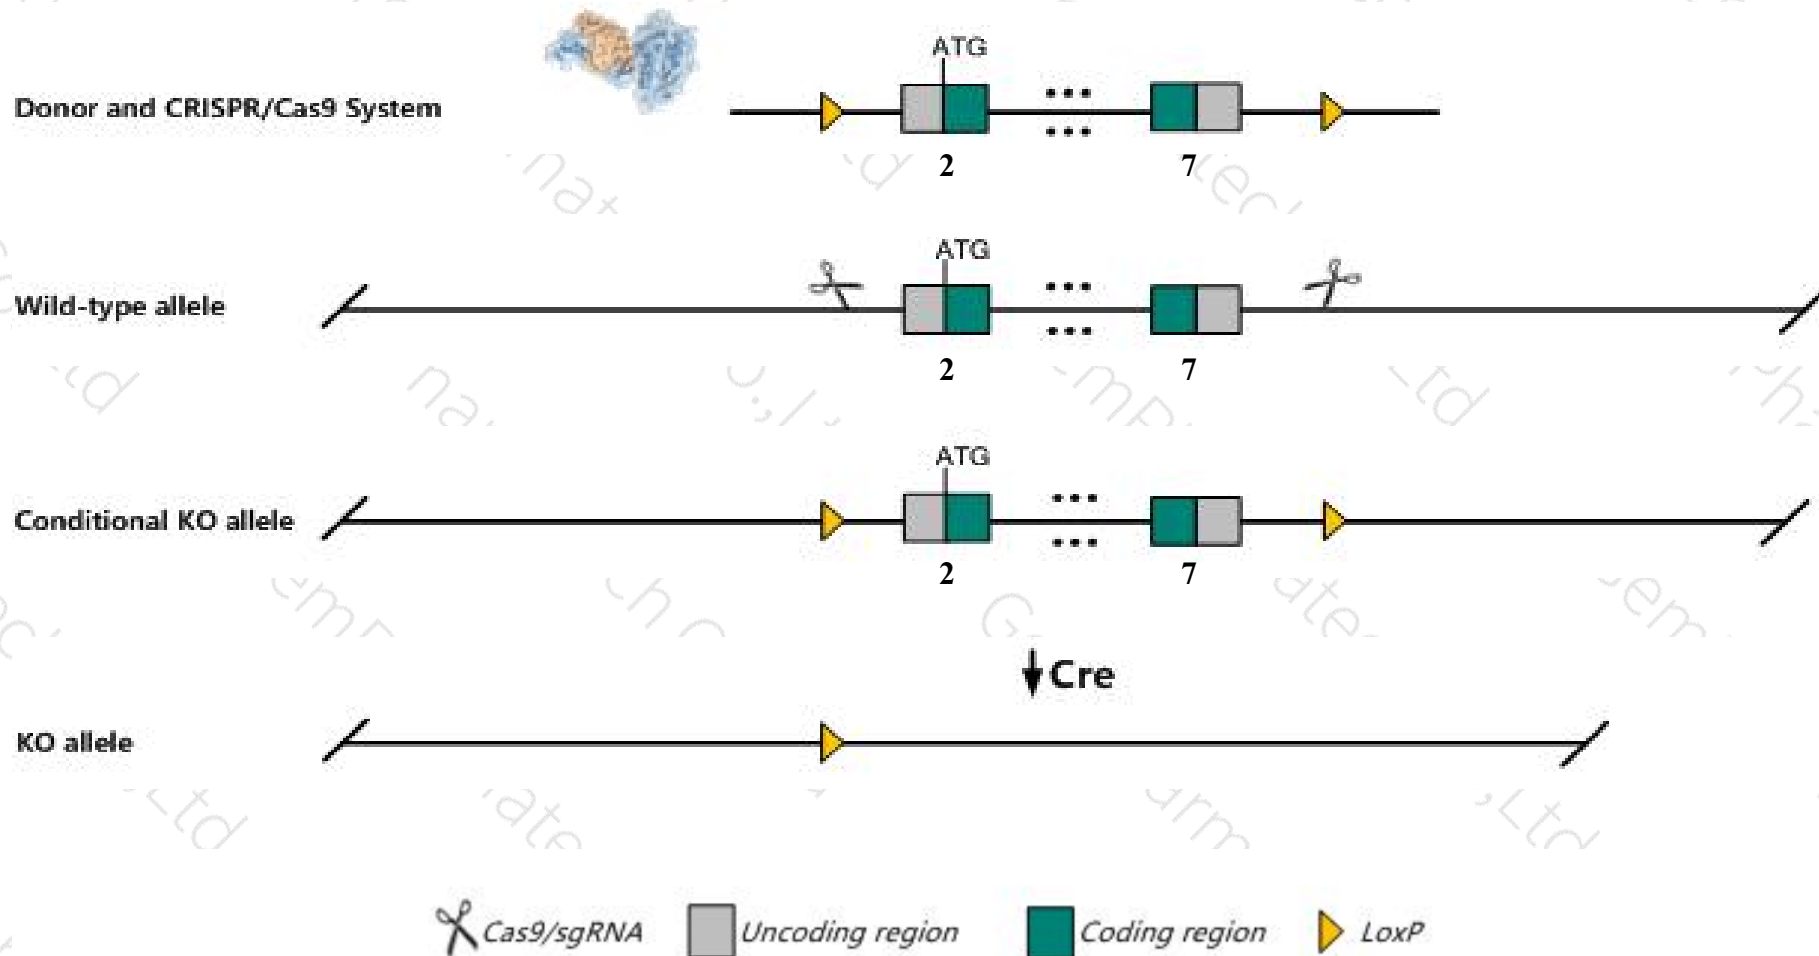 ATG
Donor and CRISPR/Cas9 System
2 7
ATG
Wild-type allele
2 7
ATG
Conditional KO allele
2 7
Cre
KO allele
Cas9/sgRNA Uncoding region Coding region LoxP